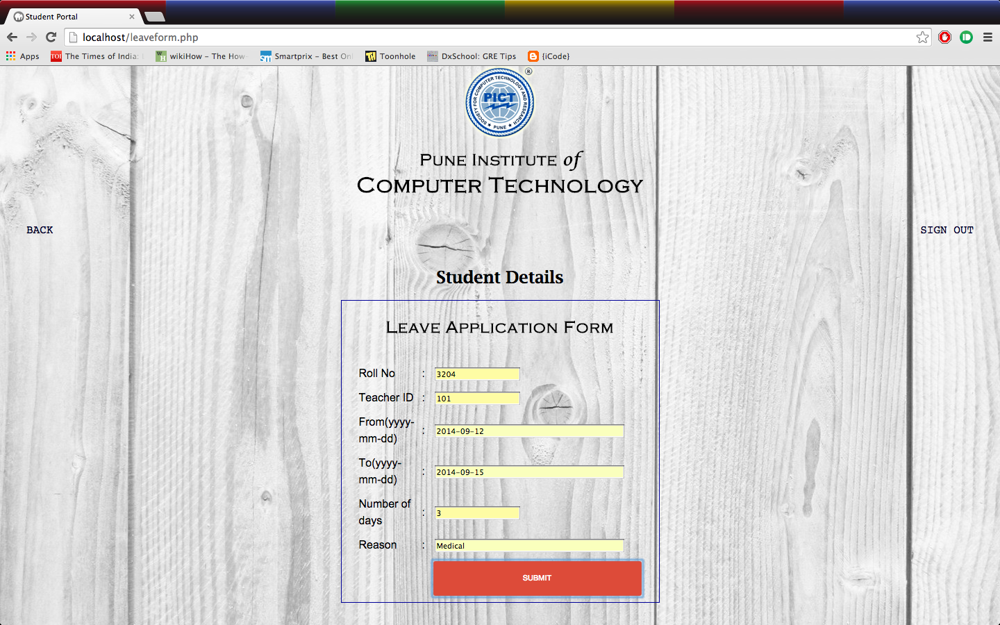 Student Portal
localhost/leaveform.php
Apps
TOI
The Times of India:
wH
wikiHow – The How-
Smartprix – Best Onl
Toonhole
DxSchool: GRE Tips
{iCode}
®
SOCIETY FOR COMPUTER TECHNOLOGY AND RESEARCH
PICT
★ PUNE ★
PUNE INSTITUTE of
COMPUTER TECHNOLOGY
BACK
SIGN OUT
Student Details
LEAVE APPLICATION FORM
Roll No : 3204
Teacher ID : 101
From(yyyy-
mm-dd) : 2014-09-12
To(yyyy-
mm-dd) : 2014-09-15
Number of
days : 3
Reason : Medical
SUBMIT